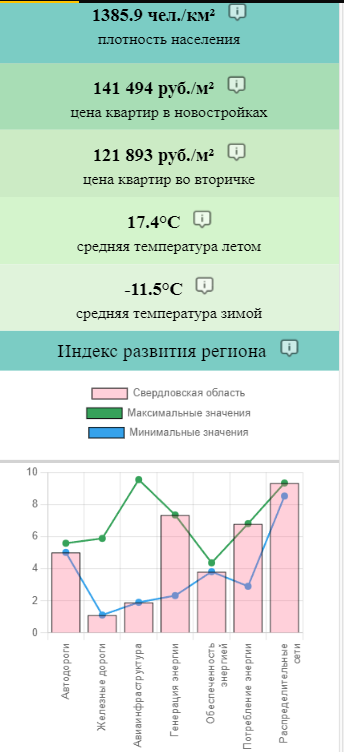 1385.9 чел./км²
плотность населения
141 494 руб./м²
цена квартир в новостройках
121 893 руб./м²
цена квартир во вторичке
17.4°C
средняя температура летом
-11.5°C
средняя температура зимой
Индекс развития региона
Свердловская область
Максимальные значения
Минимальные значения
10
8
6
4
2
0
Автодороги
Железные дороги
Авиаинфраструктура
Генерация энергии
Обеспеченность
энергией
Потребление энергии
Распределительные
сети